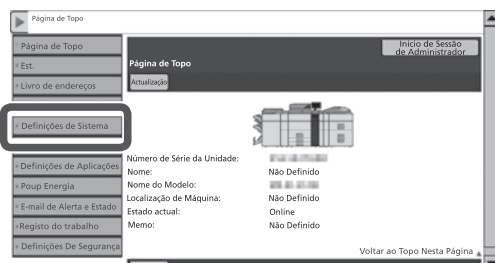 Página de Topo
Página de Topo
Est.
Livro de endereços
Definições de Sistema
Definições de Aplicações
Poup Energia
E-mail de Alerta e Estado
Registo do trabalho
Definições De Segurança
Início de Sessão
de Administrador
Página de Topo
Actualização
Número de Série da Unidade:
Nome: Não Definido
Nome do Modelo:
Localização de Máquina: Não Definido
Estado actual: Online
Memo: Não Definido
Voltar ao Topo Nesta Página